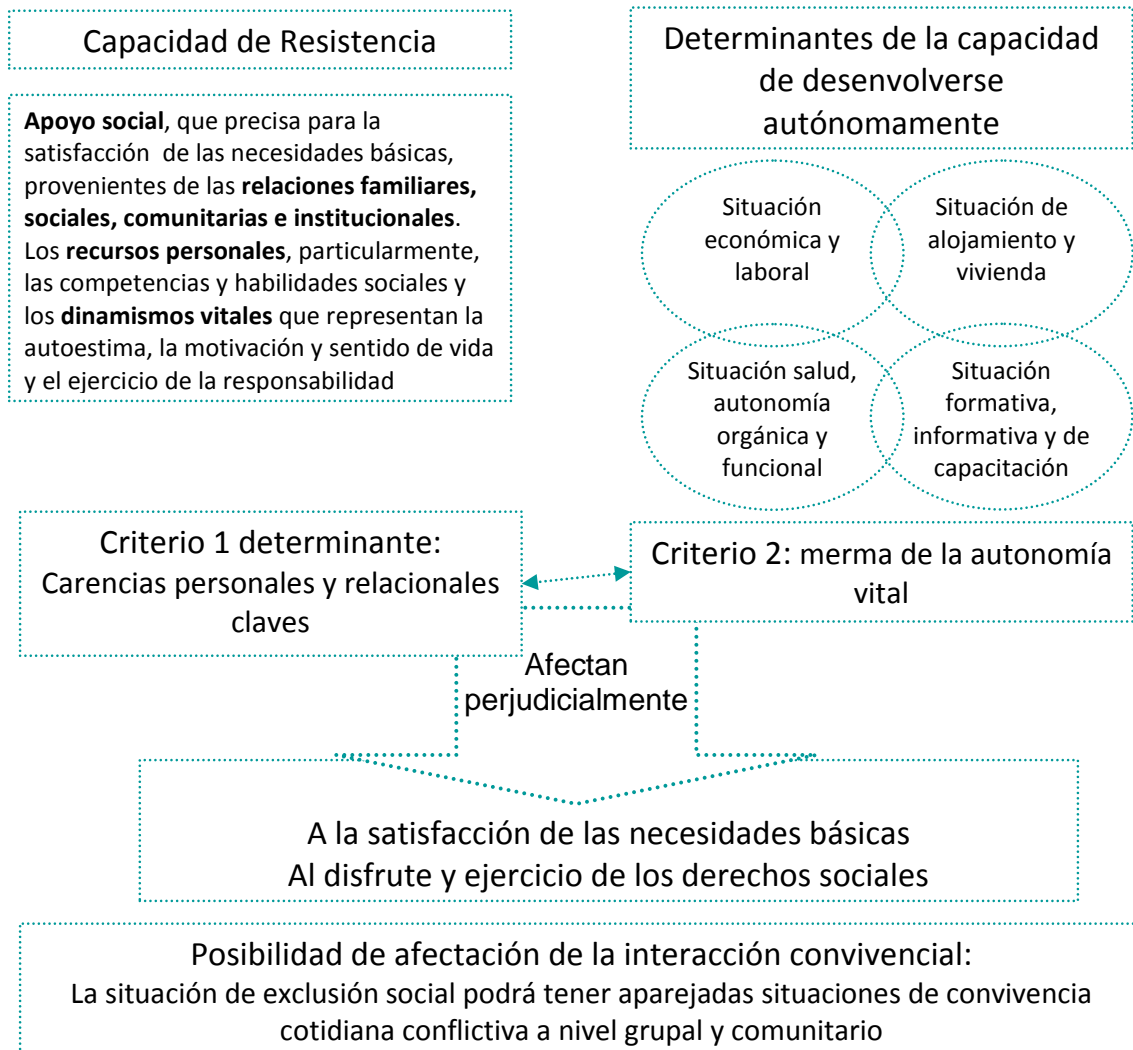 Capacidad de Resistencia
Apoyo social, que precisa para la
satisfacción de las necesidades básicas,
provenientes de las relaciones familiares,
sociales, comunitarias e institucionales.
Los recursos personales, particularmente,
las competencias y habilidades sociales y
los dinamismos vitales que representan la
autoestima, la motivación y sentido de vida
y el ejercicio de la responsabilidad
Determinantes de la capacidad
de desenvolverse
autónomamente
Situación
económica y
laboral
Situación de
alojamiento y
vivienda
Situación salud,
autonomía
orgánica y
funcional
Situación
formativa,
informativa y de
capacitación
Criterio 1 determinante:
Carencias personales y relacionales
claves
Criterio 2: merma de la autonomía
vital
Afectan
perjudicialmente
A la satisfacción de las necesidades básicas
Al disfrute y ejercicio de los derechos sociales
Posibilidad de afectación de la interacción convivencial:
La situación de exclusión social podrá tener aparejadas situaciones de convivencia
cotidiana conflictiva a nivel grupal y comunitario